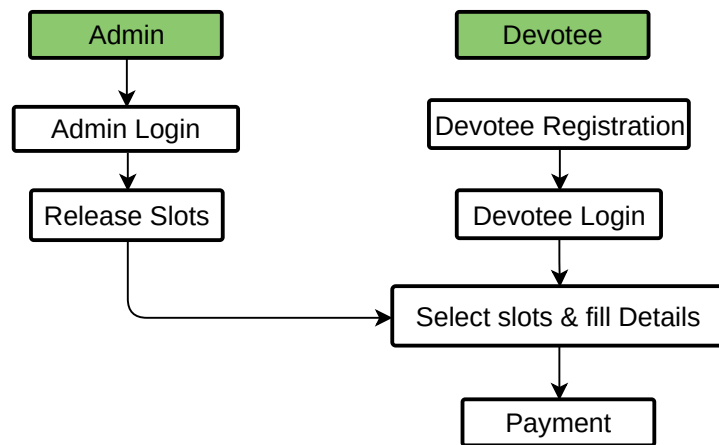 Admin
Devotee
Admin Login
Devotee Registration
Release Slots
Devotee Login
Select slots & fill Details
Payment